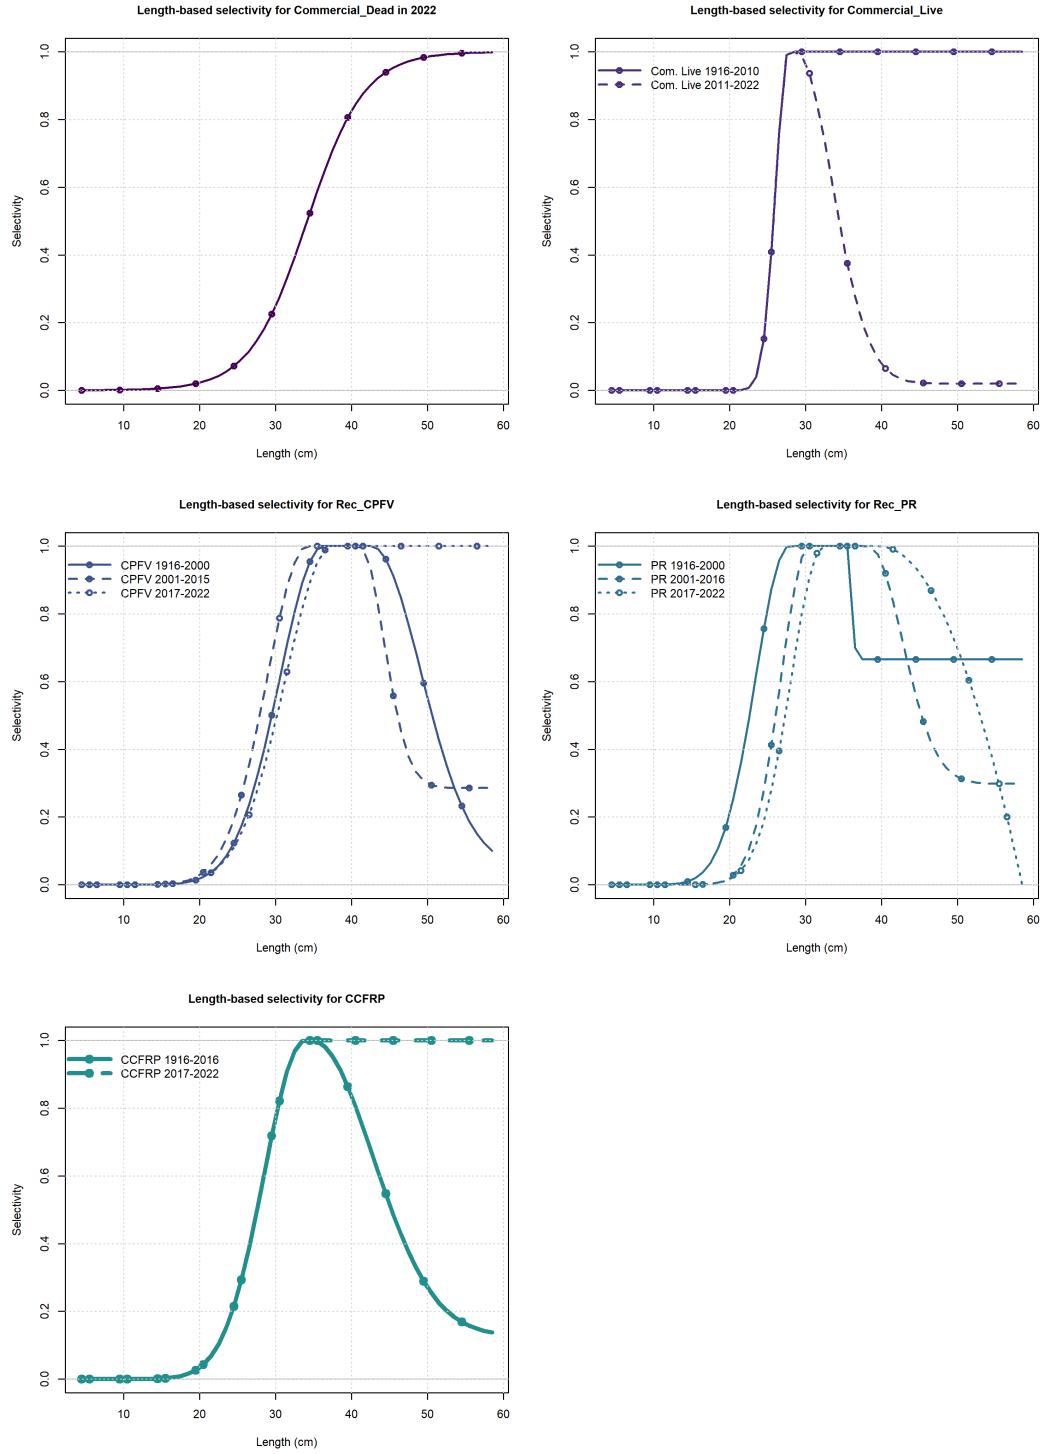 Length-based selectivity for Commercial_Dead in 2022
1.0
0.8
0.6
0.4
0.2
0.0
Selectivity
10 20 30 40 50 60
Length (cm)
Length-based selectivity for Commercial_Live
Com. Live 1916-2010
Com. Live 2011-2022
1.0
0.8
0.6
0.4
0.2
0.0
Selectivity
10 20 30 40 50 60
Length (cm)
Length-based selectivity for Rec_CPFV
CPFV 1916-2000
CPFV 2001-2015
CPFV 2017-2022
1.0
0.8
0.6
0.4
0.2
0.0
Selectivity
10 20 30 40 50 60
Length (cm)
Length-based selectivity for Rec_PR
PR 1916-2000
PR 2001-2016
PR 2017-2022
1.0
0.8
0.6
0.4
0.2
0.0
Selectivity
10 20 30 40 50 60
Length (cm)
Length-based selectivity for CCFRP
CCFRP 1916-2016
CCFRP 2017-2022
1.0
0.8
0.6
0.4
0.2
0.0
Selectivity
10 20 30 40 50 60
Length (cm)